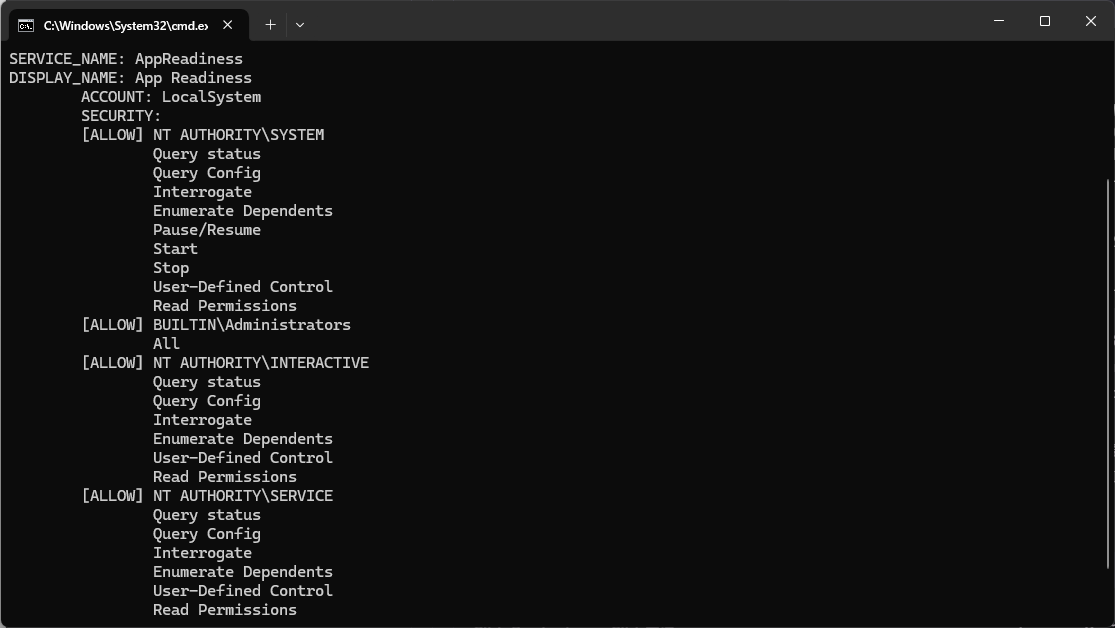 C:\Windows\System32\cmd.ex
SERVICE_NAME: AppReadiness
DISPLAY_NAME: App Readiness
ACCOUNT: LocalSystem
SECURITY:
[ALLOW] NT AUTHORITY\SYSTEM
Query status
Query Config
Interrogate
Enumerate Dependents
Pause/Resume
Start
Stop
User-Defined Control
Read Permissions
[ALLOW] BUILTIN\Administrators
All
[ALLOW] NT AUTHORITY\INTERACTIVE
Query status
Query Config
Interrogate
Enumerate Dependents
User-Defined Control
Read Permissions
[ALLOW] NT AUTHORITY\SERVICE
Query status
Query Config
Interrogate
Enumerate Dependents
User-Defined Control
Read Permissions